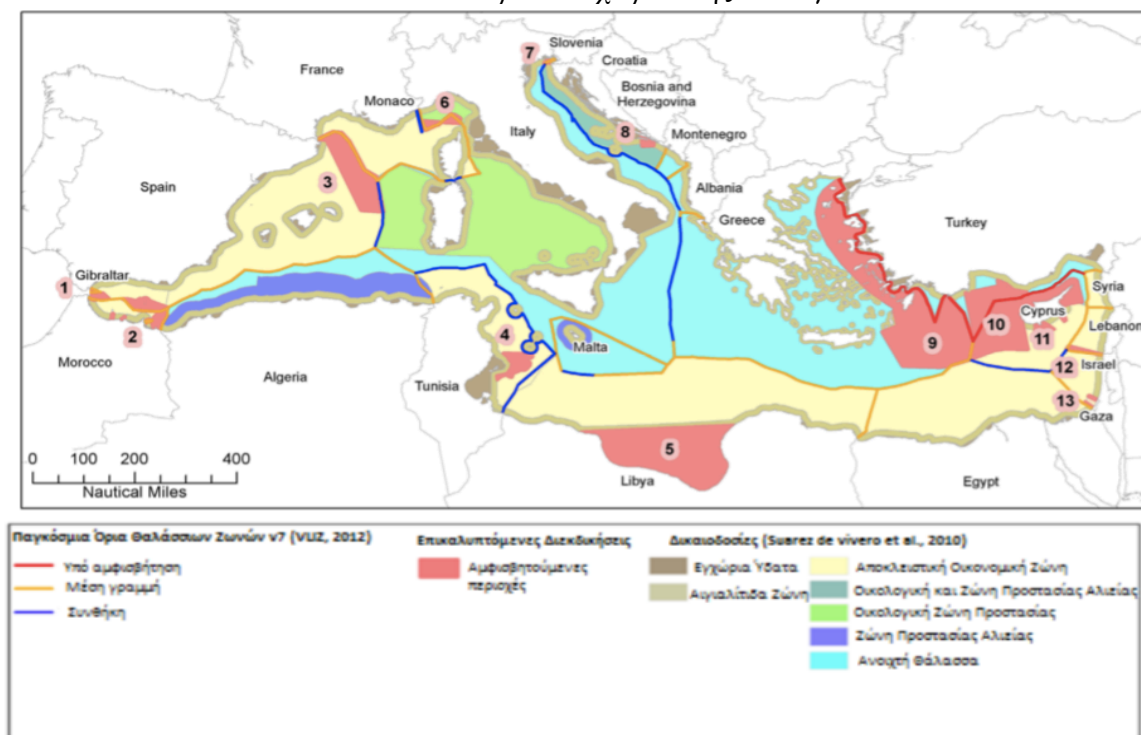 7
Slovenia
Croatia
France
Bosnia and
Herzegovina
Monaco
6
Italy
8
Montenegro
Spain
3
Albania
Greece
Turkey
Gibraltar
1
Syria
Cyprus
10
Lebanon
2
4
Malta
9
11
Morocco
Algeria
Tunisia
12
Israel
13
Gaza
5
0 100 200 400
Nautical Miles
Libya
Egypt
Παγκόσμια Όρια Θαλάσσιων Ζωνών v7 (VLIZ, 2012)
Υπό αμφισβήτηση
Μέση γραμμή
Συνθήκη
Επικαλυπτόμενες Διεκδικήσεις
Αμφισβητούμενες
περιοχές
Δικαιοδοσίες (Suarez de vivero et al., 2010)
Εγχώρια Ύδατα
Αιγιαλίτιδα Ζώνη
Αποκλειστική Οικονομική Ζώνη
Οικολογική και Ζώνη Προστασίας Αλιείας
Οικολογική Ζώνη Προστασίας
Ζώνη Προστασίας Αλιείας
Ανοιχτή Θάλασσα